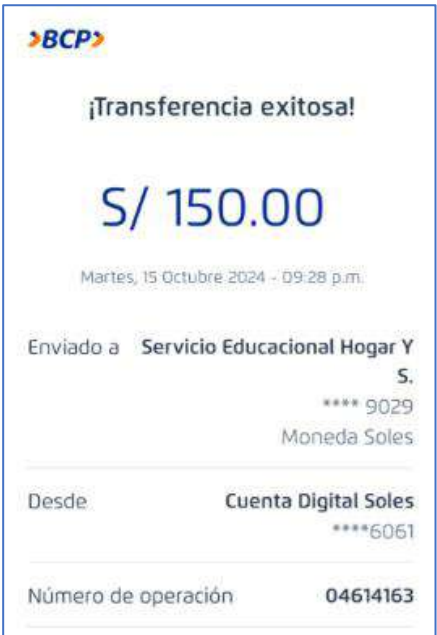 >BCP>
¡Transferencia exitosa!
S/ 150.00
Martes, 15 Octubre 2024 - 09:28 p.m.
Enviado a Servicio Educacional Hogar Y
S.
**** 9029
Moneda Soles
Desde Cuenta Digital Soles
****6061
Número de operación 04614163